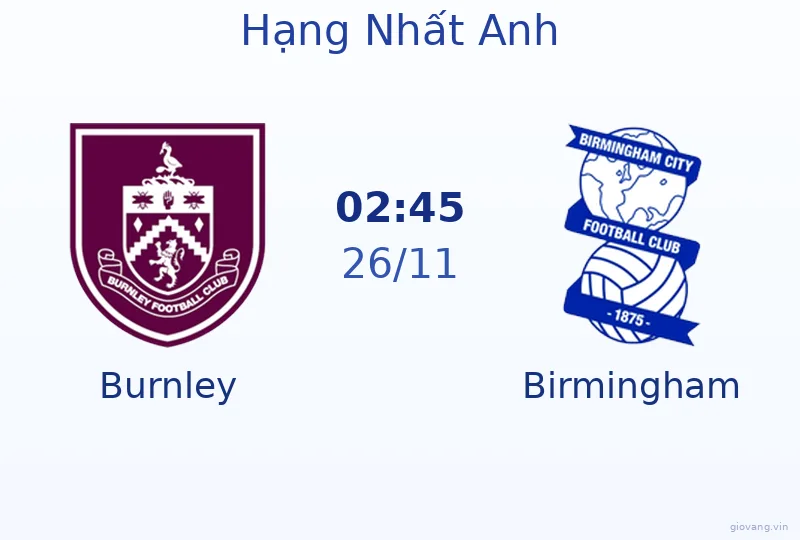 Hạng Nhất Anh
BURNLEY FOOTBALL CLUB
02:45
26/11
BIRMINGHAM CITY
FOOTBALL CLUB
- 1875 -
Burnley
Birmingham
giovang.vin